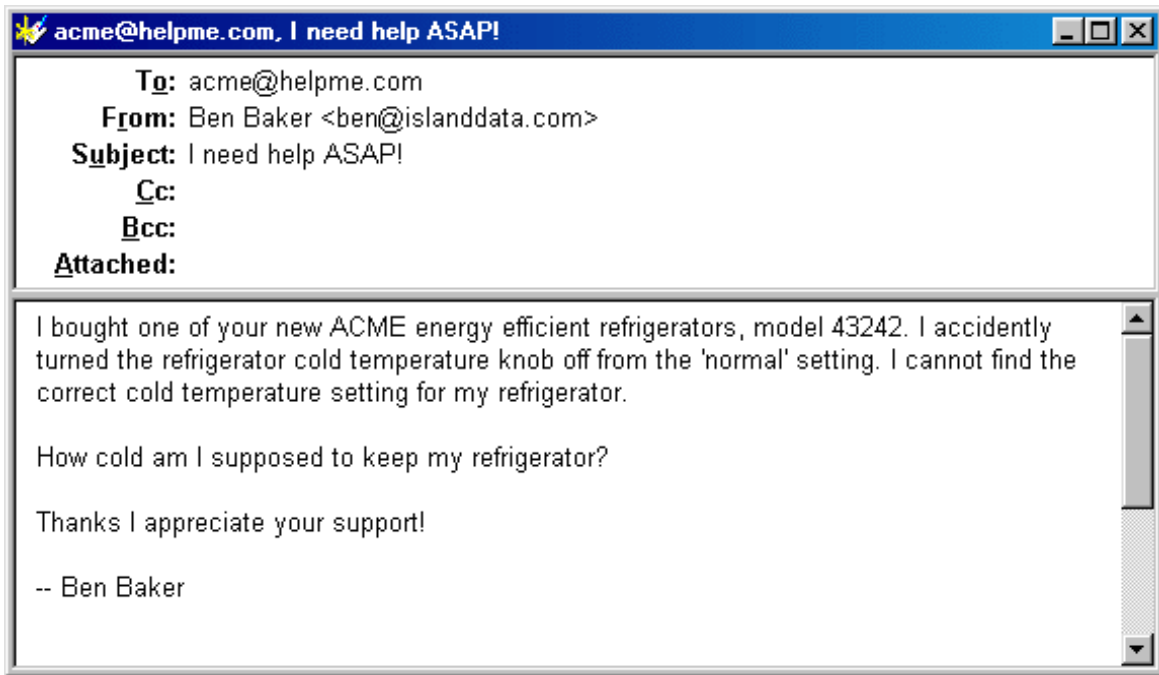 acme@helpme.com, I need help ASAP!
To: acme@helpme.com
From: Ben Baker <ben@islanddata.com>
Subject: I need help ASAP!
Cc:
Bcc:
Attached:
I bought one of your new ACME energy efficient refrigerators, model 43242. I accidently
turned the refrigerator cold temperature knob off from the 'normal' setting. I cannot find the
correct cold temperature setting for my refrigerator.
How cold am I supposed to keep my refrigerator?
Thanks I appreciate your support!
-- Ben Baker